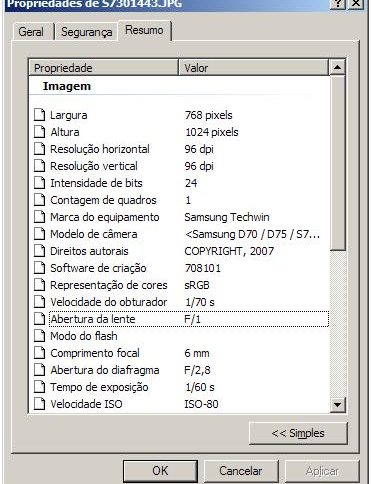 Propriedades de S7301443.JPG
Geral Segurança Resumo
Propriedade Valor
Imagem
Largura 768 pixels
Altura 1024 pixels
Resolução horizontal 96 dpi
Resolução vertical 96 dpi
Intensidade de bits 24
Contagem de quadros 1
Marca do equipamento Samsung Techwin
Modelo de câmera <Samsung D70 / D75 / S7...
Direitos autorais COPYRIGHT, 2007
Software de criação 708101
Representação de cores sRGB
Velocidade do obturador 1/70 s
Abertura da lente F/1
Modo do flash
Comprimento focal 6 mm
Abertura do diafragma F/2,8
Tempo de exposição 1/60 s
Velocidade ISO ISO-80
<< Simples
OK Cancelar Aplicar